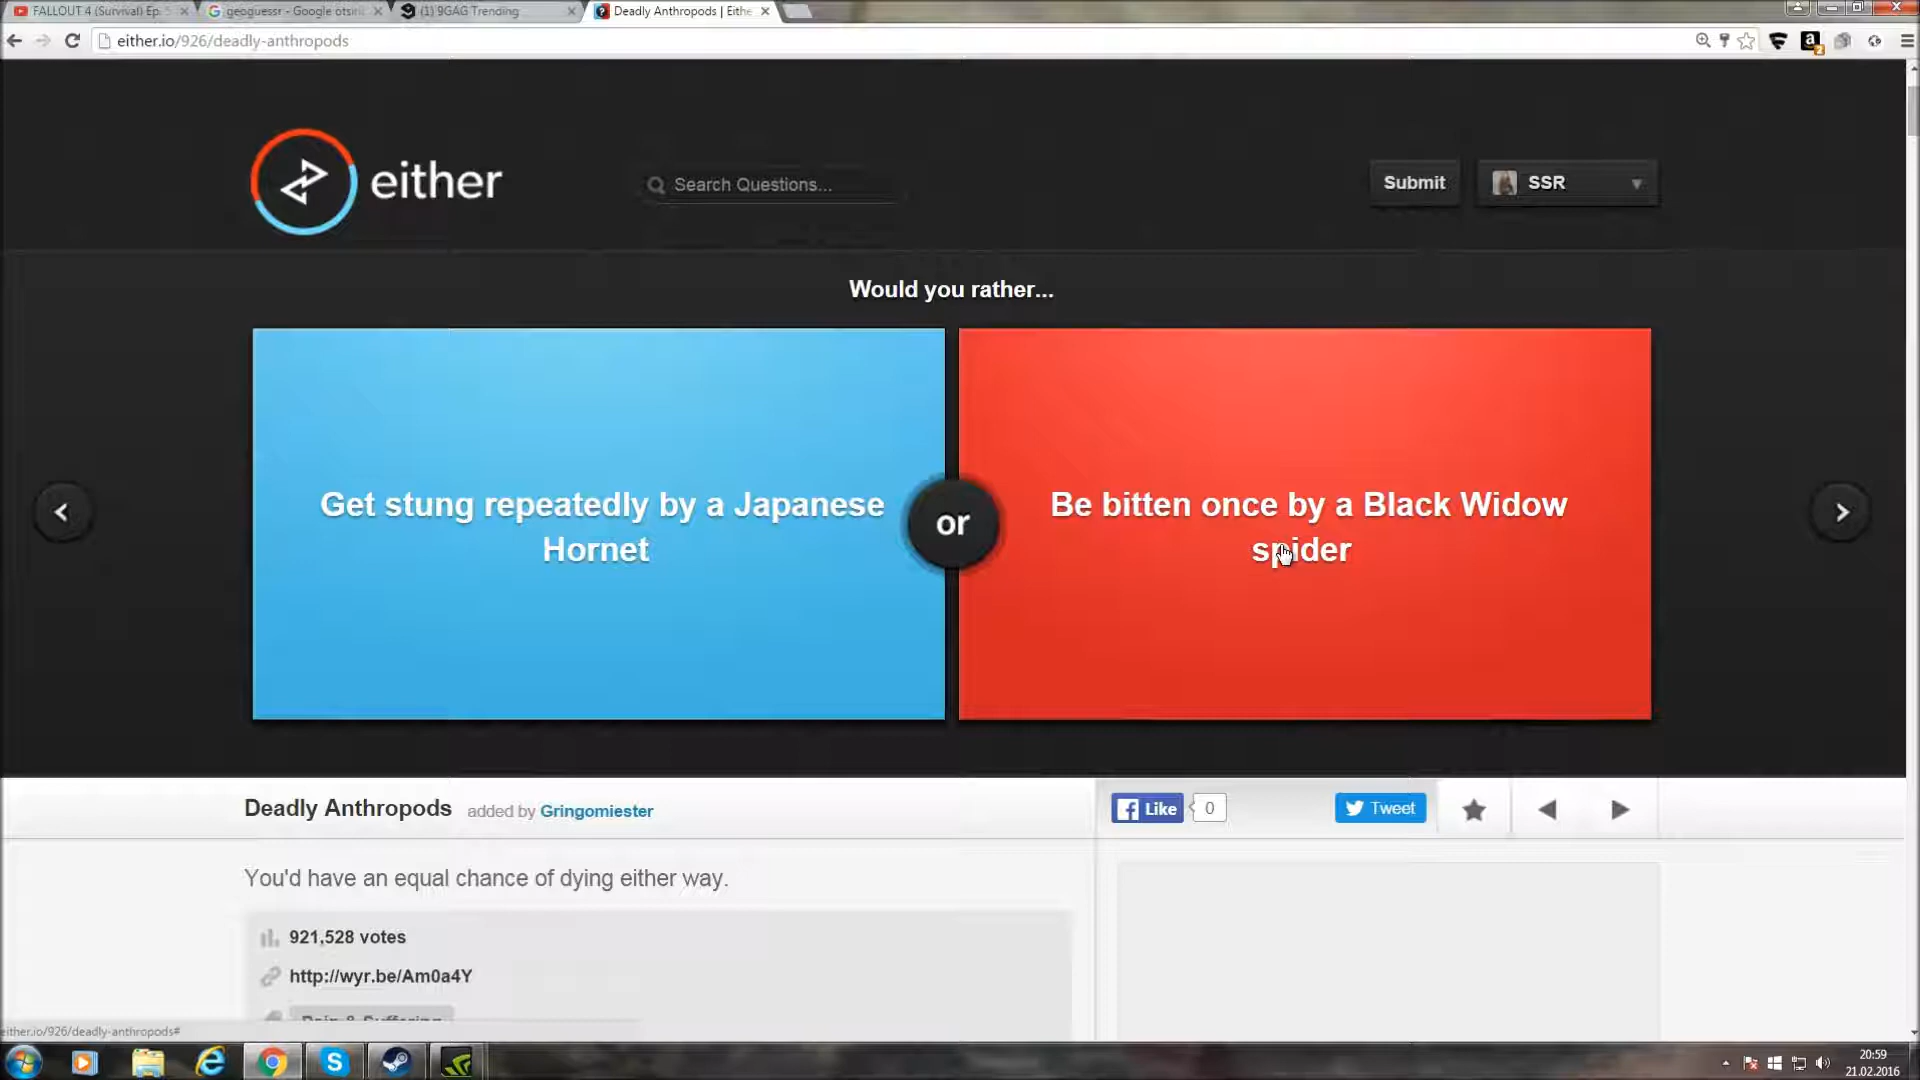 FALLOUT 4 (Survival) Ep.
geoguessr - Google otsin
(1) 9GAG Trending
Deadly Anthropods | Eithe
either.io/926/deadly-anthropods
either
Search Questions...
Submit
SSR
Would you rather...
Get stung repeatedly by a Japanese
Hornet
or
Be bitten once by a Black Widow
spider
Deadly Anthropods added by Gringomiester
Like
0
Tweet
You'd have an equal chance of dying either way.
921,528 votes
http://wyr.be/Am0a4Y
Pain & Suffering
either.io/926/deadly-anthropods#
20:59
21.02.2016